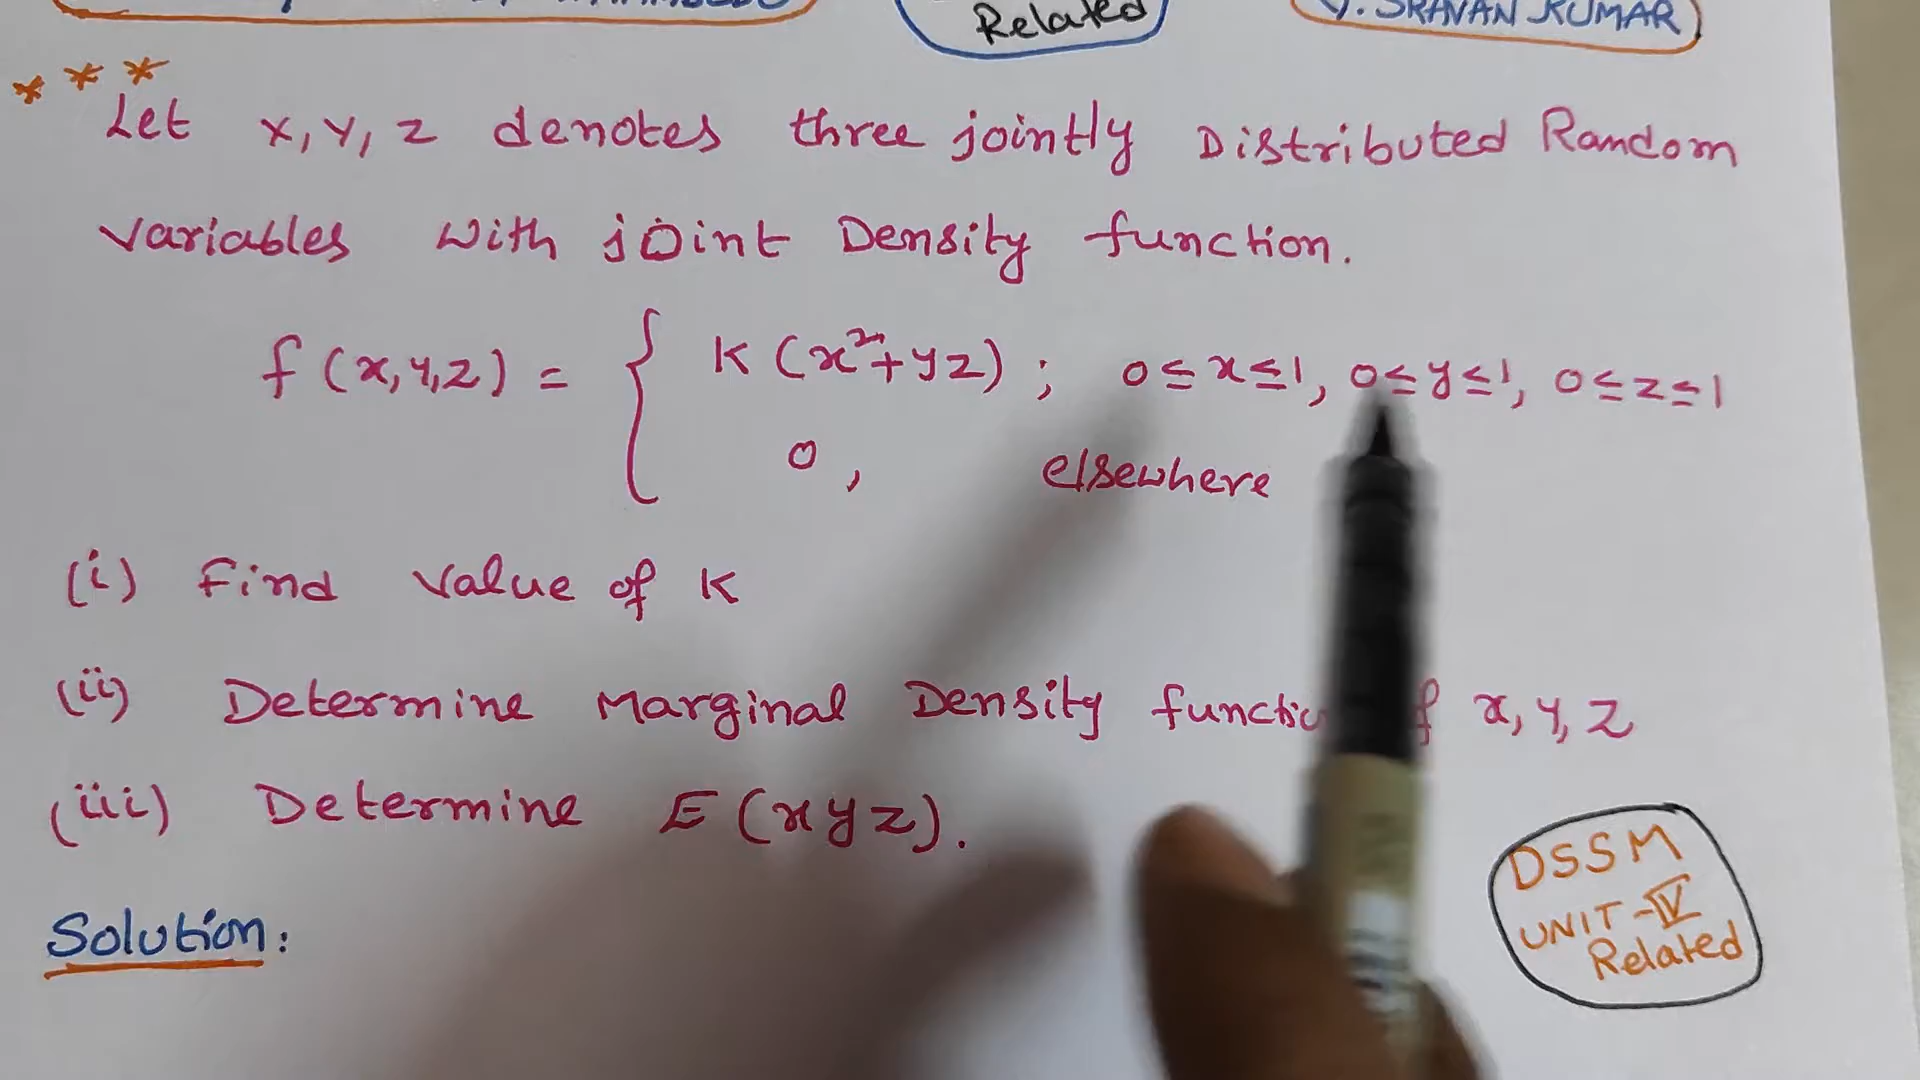 Related
Y. SRAVAN KUMAR
* * *
Let x, y, z denotes three jointly Distributed Random
Variables with joint Density function.
f(x,y,z) = { K(x²+yz) ; 0≤x≤1, 0≤y≤1, 0≤z≤1
0, elsewhere
(i) Find Value of K
(ii) Determine Marginal Density x, y, z
(iii) Determine E(xyz).
Solution:
DSSM
UNIT-IV
Related